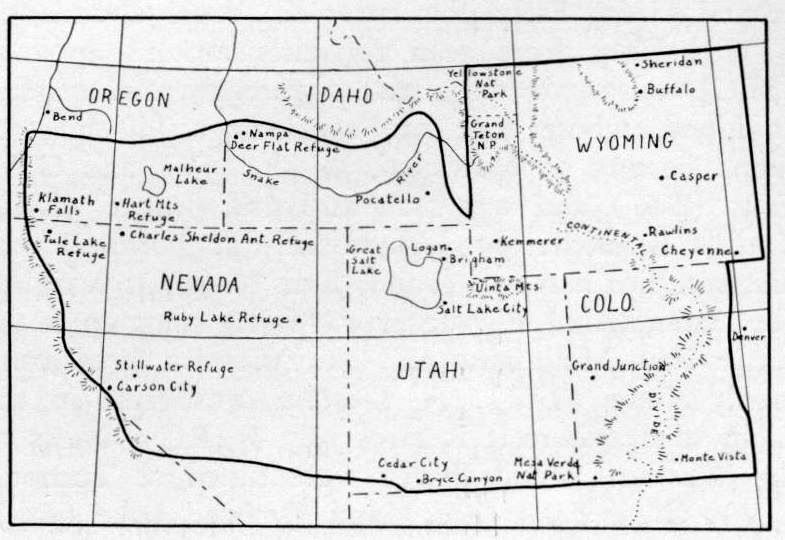 OREGON
IDAHO
Yellowstone
Nat
Park
Sheridan
Buffalo
Bend
Grand
Teton
N.P.
WYOMING
Nampa
Deer Flat Refuge
Malheur
Lake
Snake
River
Casper
Klamath
Falls
Hart Mts
Refuge
Pocatello
Tule Lake
Refuge
Charles Sheldon Ant. Refuge
Great
Salt
Lake
Logan
Brigham
Kemmerer
CONTINENTAL
Rawlins
Cheyenne
NEVADA
Uinta Mts
Salt Lake City
COLO.
Ruby Lake Refuge
Denver
Stillwater Refuge
Carson City
UTAH
Grand Junction
DIVIDE
Cedar City
Bryce Canyon
Mesa Verde
Nat Park
Monte Vista